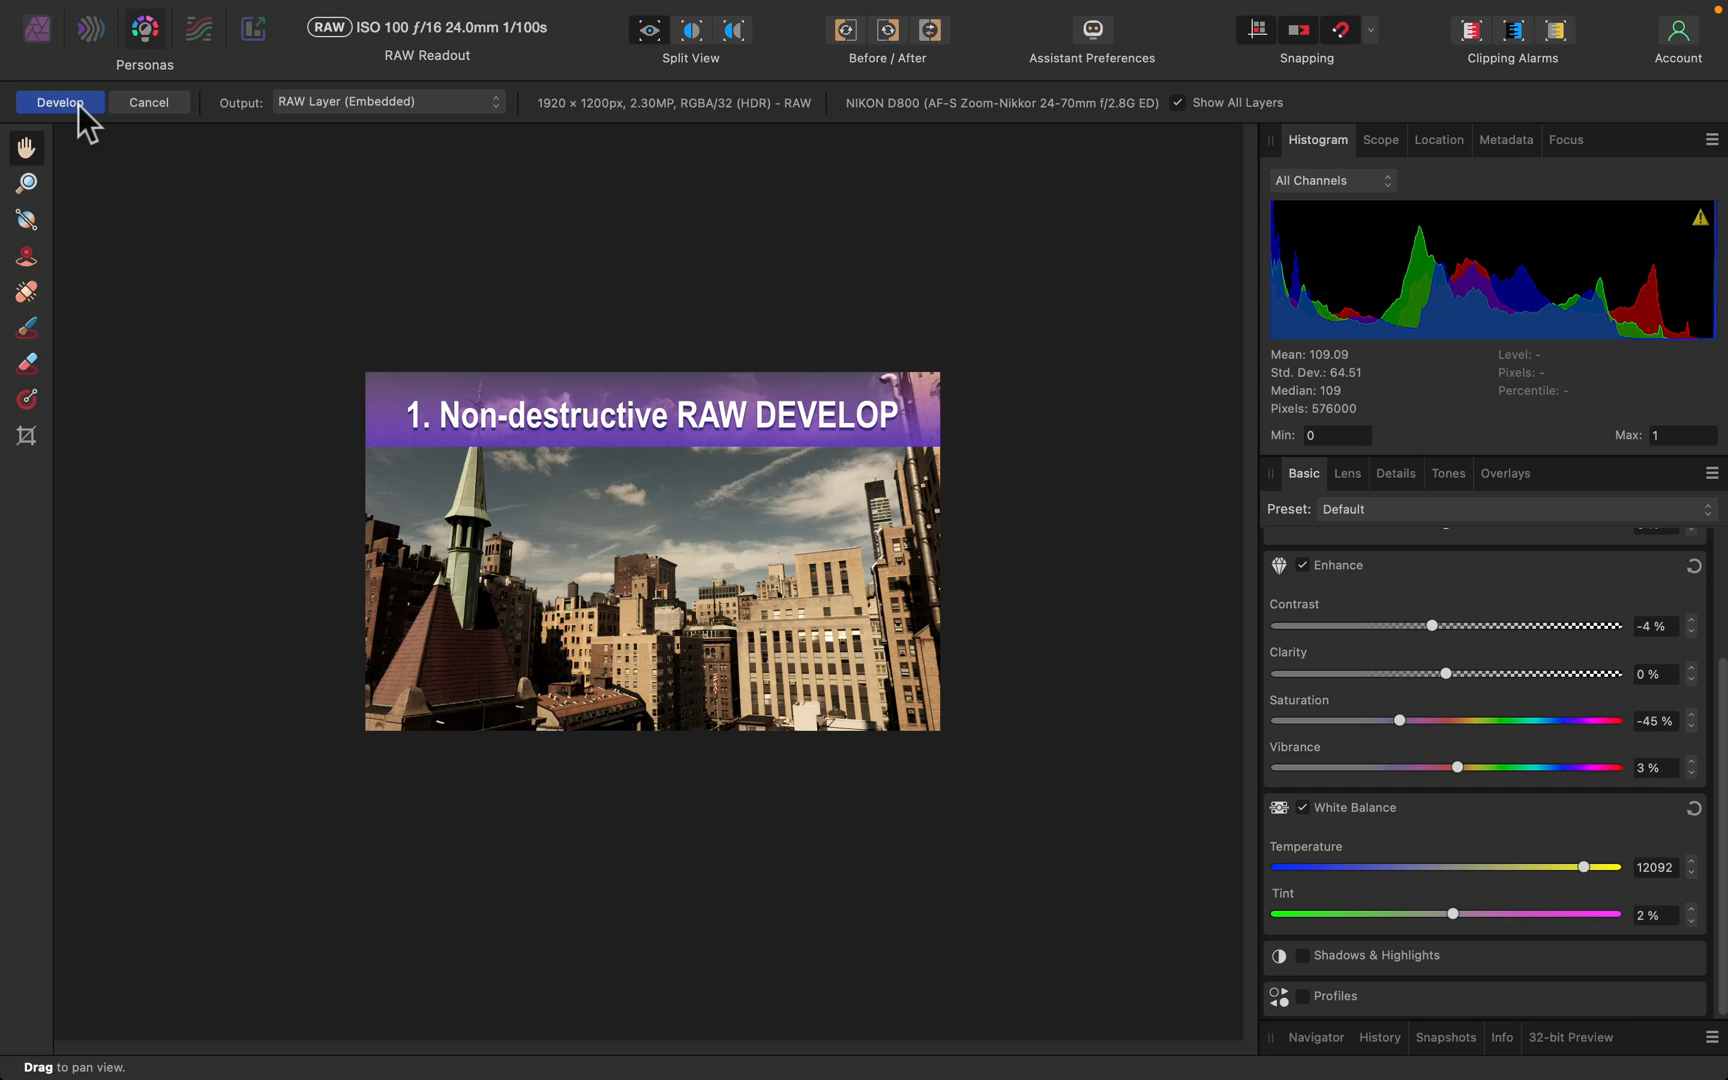 RAW ISO 100 ƒ/16 24.0mm 1/100s
Personas
RAW Readout
Split View
Before / After
Assistant Preferences
Snapping
Clipping Alarms
Account
Develop
Cancel
Output: RAW Layer (Embedded)
1920 × 1200px, 2.30MP, RGBA/32 (HDR) - RAW
NIKON D800 (AF-S Zoom-Nikkor 24-70mm f/2.8G ED)
Show All Layers
Histogram Scope Location Metadata Focus
All Channels
Mean: 109.09
Level: -
Std. Dev.: 64.51
Pixels: -
Median: 109
Percentile: -
Pixels: 576000
Min: 0
Max: 1
1. Non-destructive RAW DEVELOP
Basic Lens Details Tones Overlays
Preset: Default
Enhance
Contrast
-4 %
Clarity
0 %
Saturation
-45 %
Vibrance
3 %
White Balance
Temperature
12092
Tint
2 %
Shadows & Highlights
Profiles
Navigator History Snapshots Info 32-bit Preview
Drag to pan view.